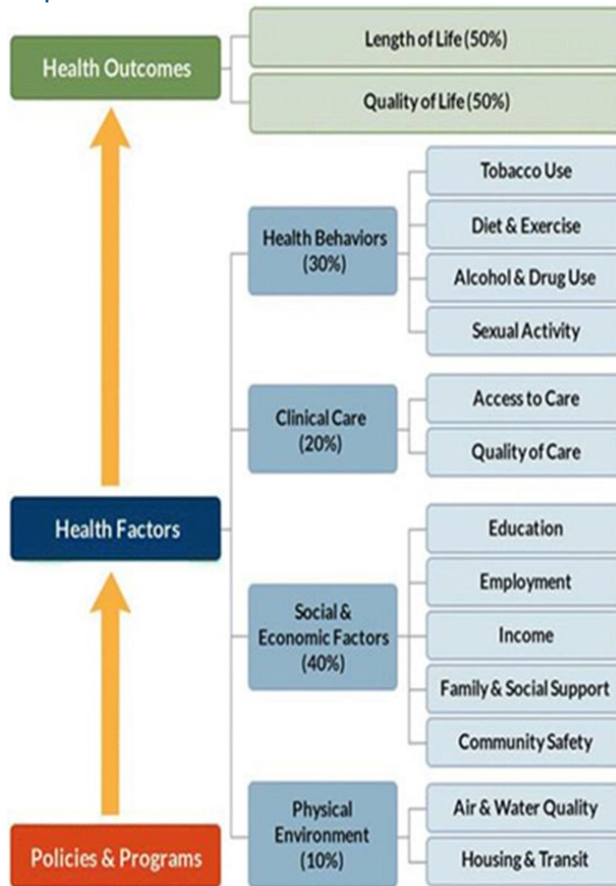 Health Outcomes
Length of Life (50%)
Quality of Life (50%)
Health Behaviors
(30%)
Tobacco Use
Diet & Exercise
Alcohol & Drug Use
Sexual Activity
Clinical Care
(20%)
Access to Care
Quality of Care
Health Factors
Social &
Economic Factors
(40%)
Education
Employment
Income
Family & Social Support
Community Safety
Physical
Environment
(10%)
Air & Water Quality
Housing & Transit
Policies & Programs